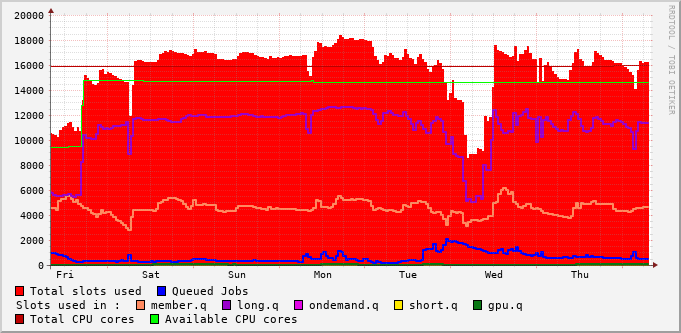 20000
18000
16000
14000
12000
10000
8000
6000
4000
2000
0
Fri Sat Sun Mon Tue Wed Thu
RRDTOOL / TOBI OETIKER
Total slots used Queued Jobs
Slots used in : member.q long.q ondemand.q short.q gpu.q
Total CPU cores Available CPU cores